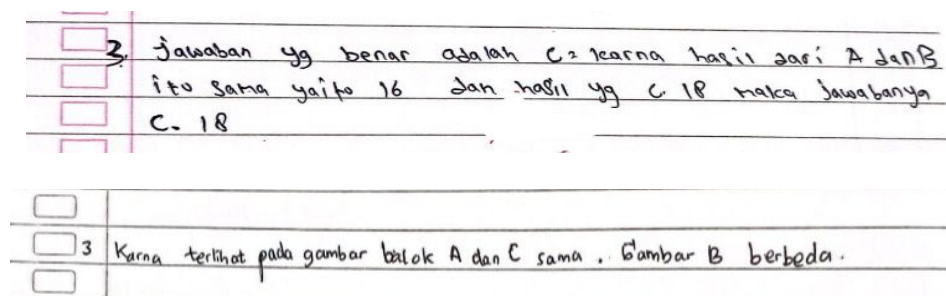 3. jawaban yg benar adalah C = karna hasil dari A dan B
itu sama yaito 16 dan hasil yg C. 18 maka jawabanya
C. 18
3 Karna terlihat pada gambar balok A dan C sama. Gambar B berbeda.